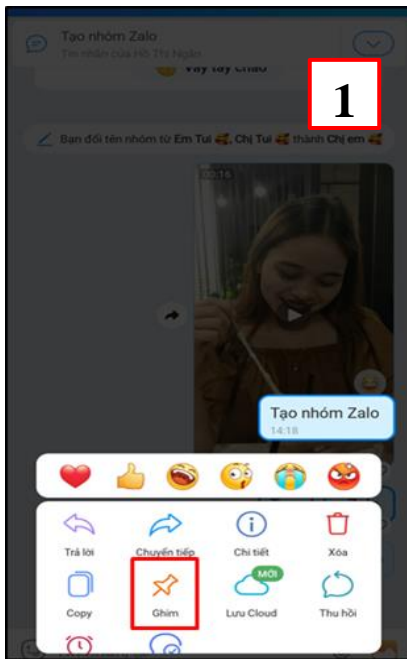 Tạo nhóm Zalo
Tin nhắn của Hồ Thị Ngân
Vẫy tay chào
1
Bạn đổi tên nhóm từ Em Tui 🥰, Chị Tui 🥰 thành Chị em 🥰
00:16
Tạo nhóm Zalo
14:18
Trả lời Chuyển tiếp Chi tiết Xóa
MỚI
Copy Ghim Lưu Cloud Thu hồi